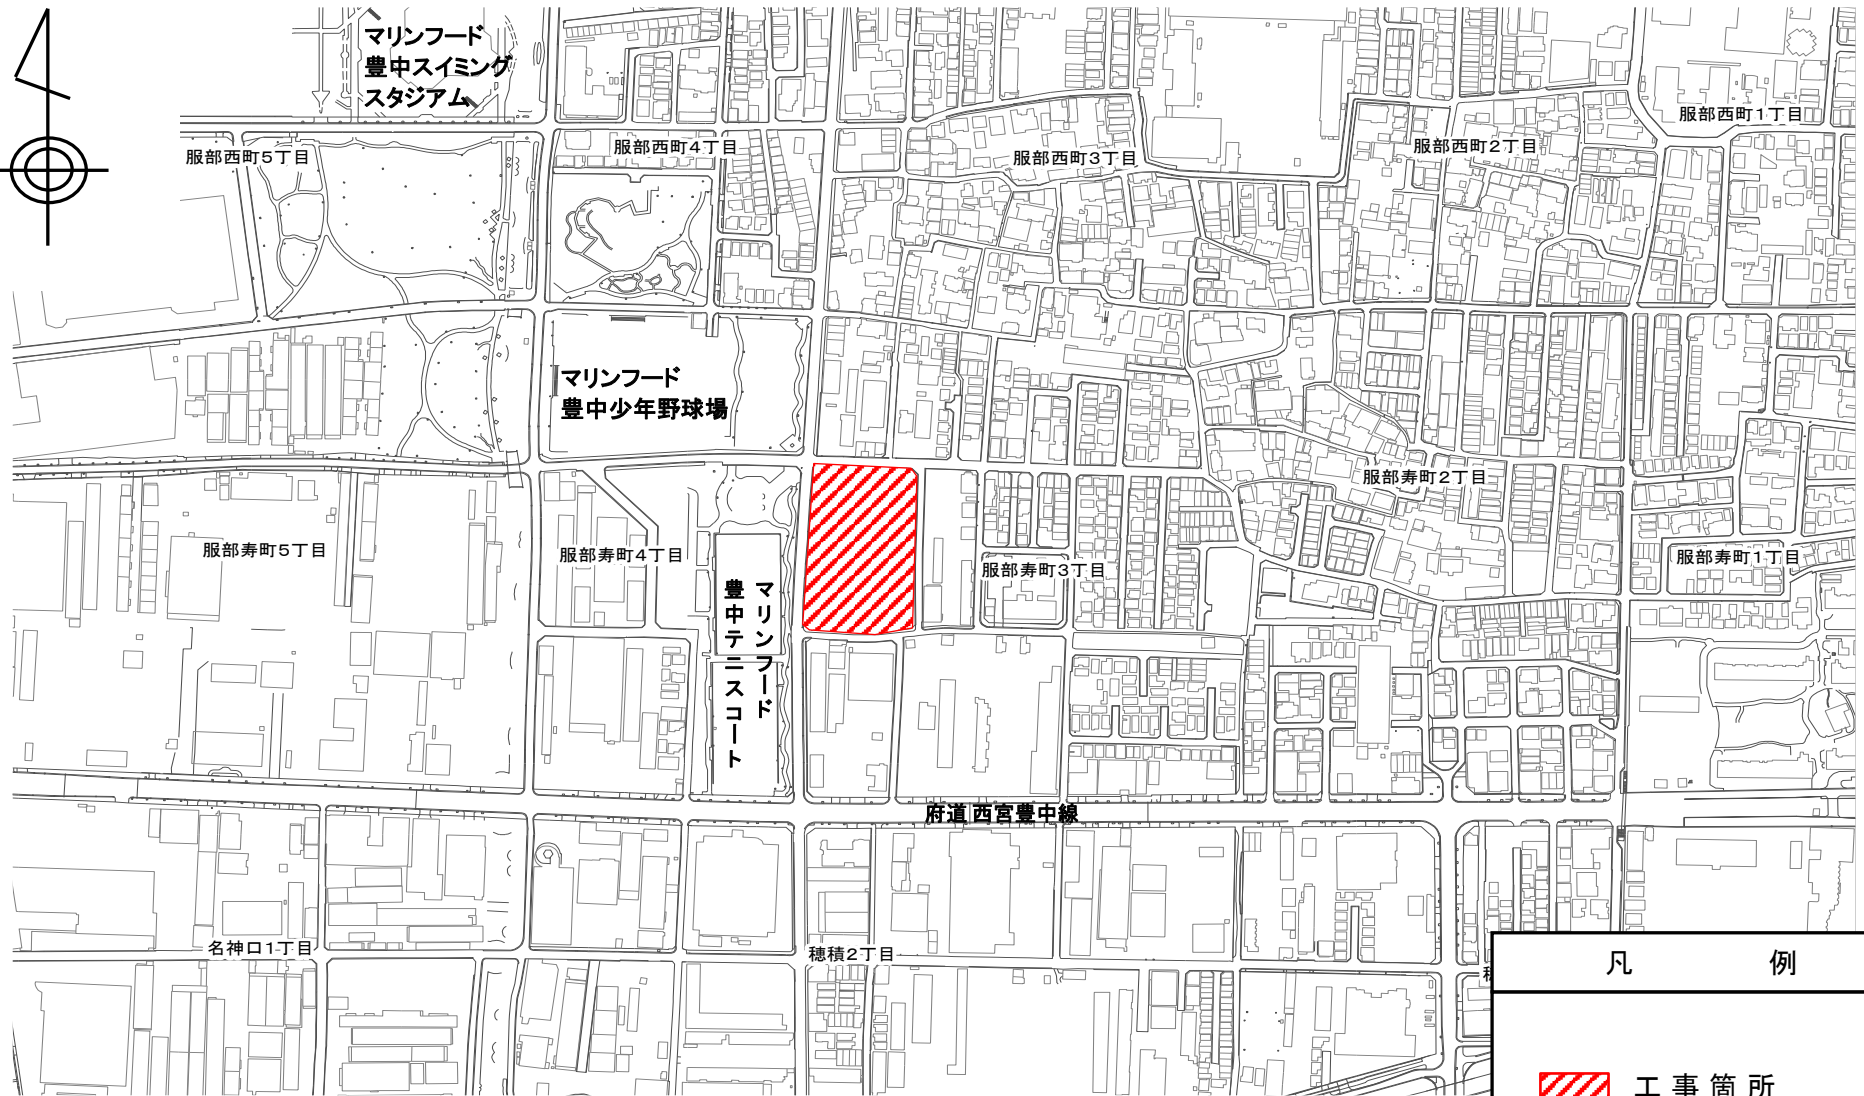 マリンフード
豊中スイミング
スタジアム
服部西町1丁目
服部西町5丁目
服部西町4丁目
服部西町3丁目
服部西町2丁目
マリンフード
豊中少年野球場
服部寿町2丁目
服部寿町5丁目
服部寿町4丁目
服部寿町3丁目
服部寿町1丁目
マリンフード
豊中テニスコート
府道 西宮豊中線
名神口1丁目
穂積2丁目
凡 例
工事箇所